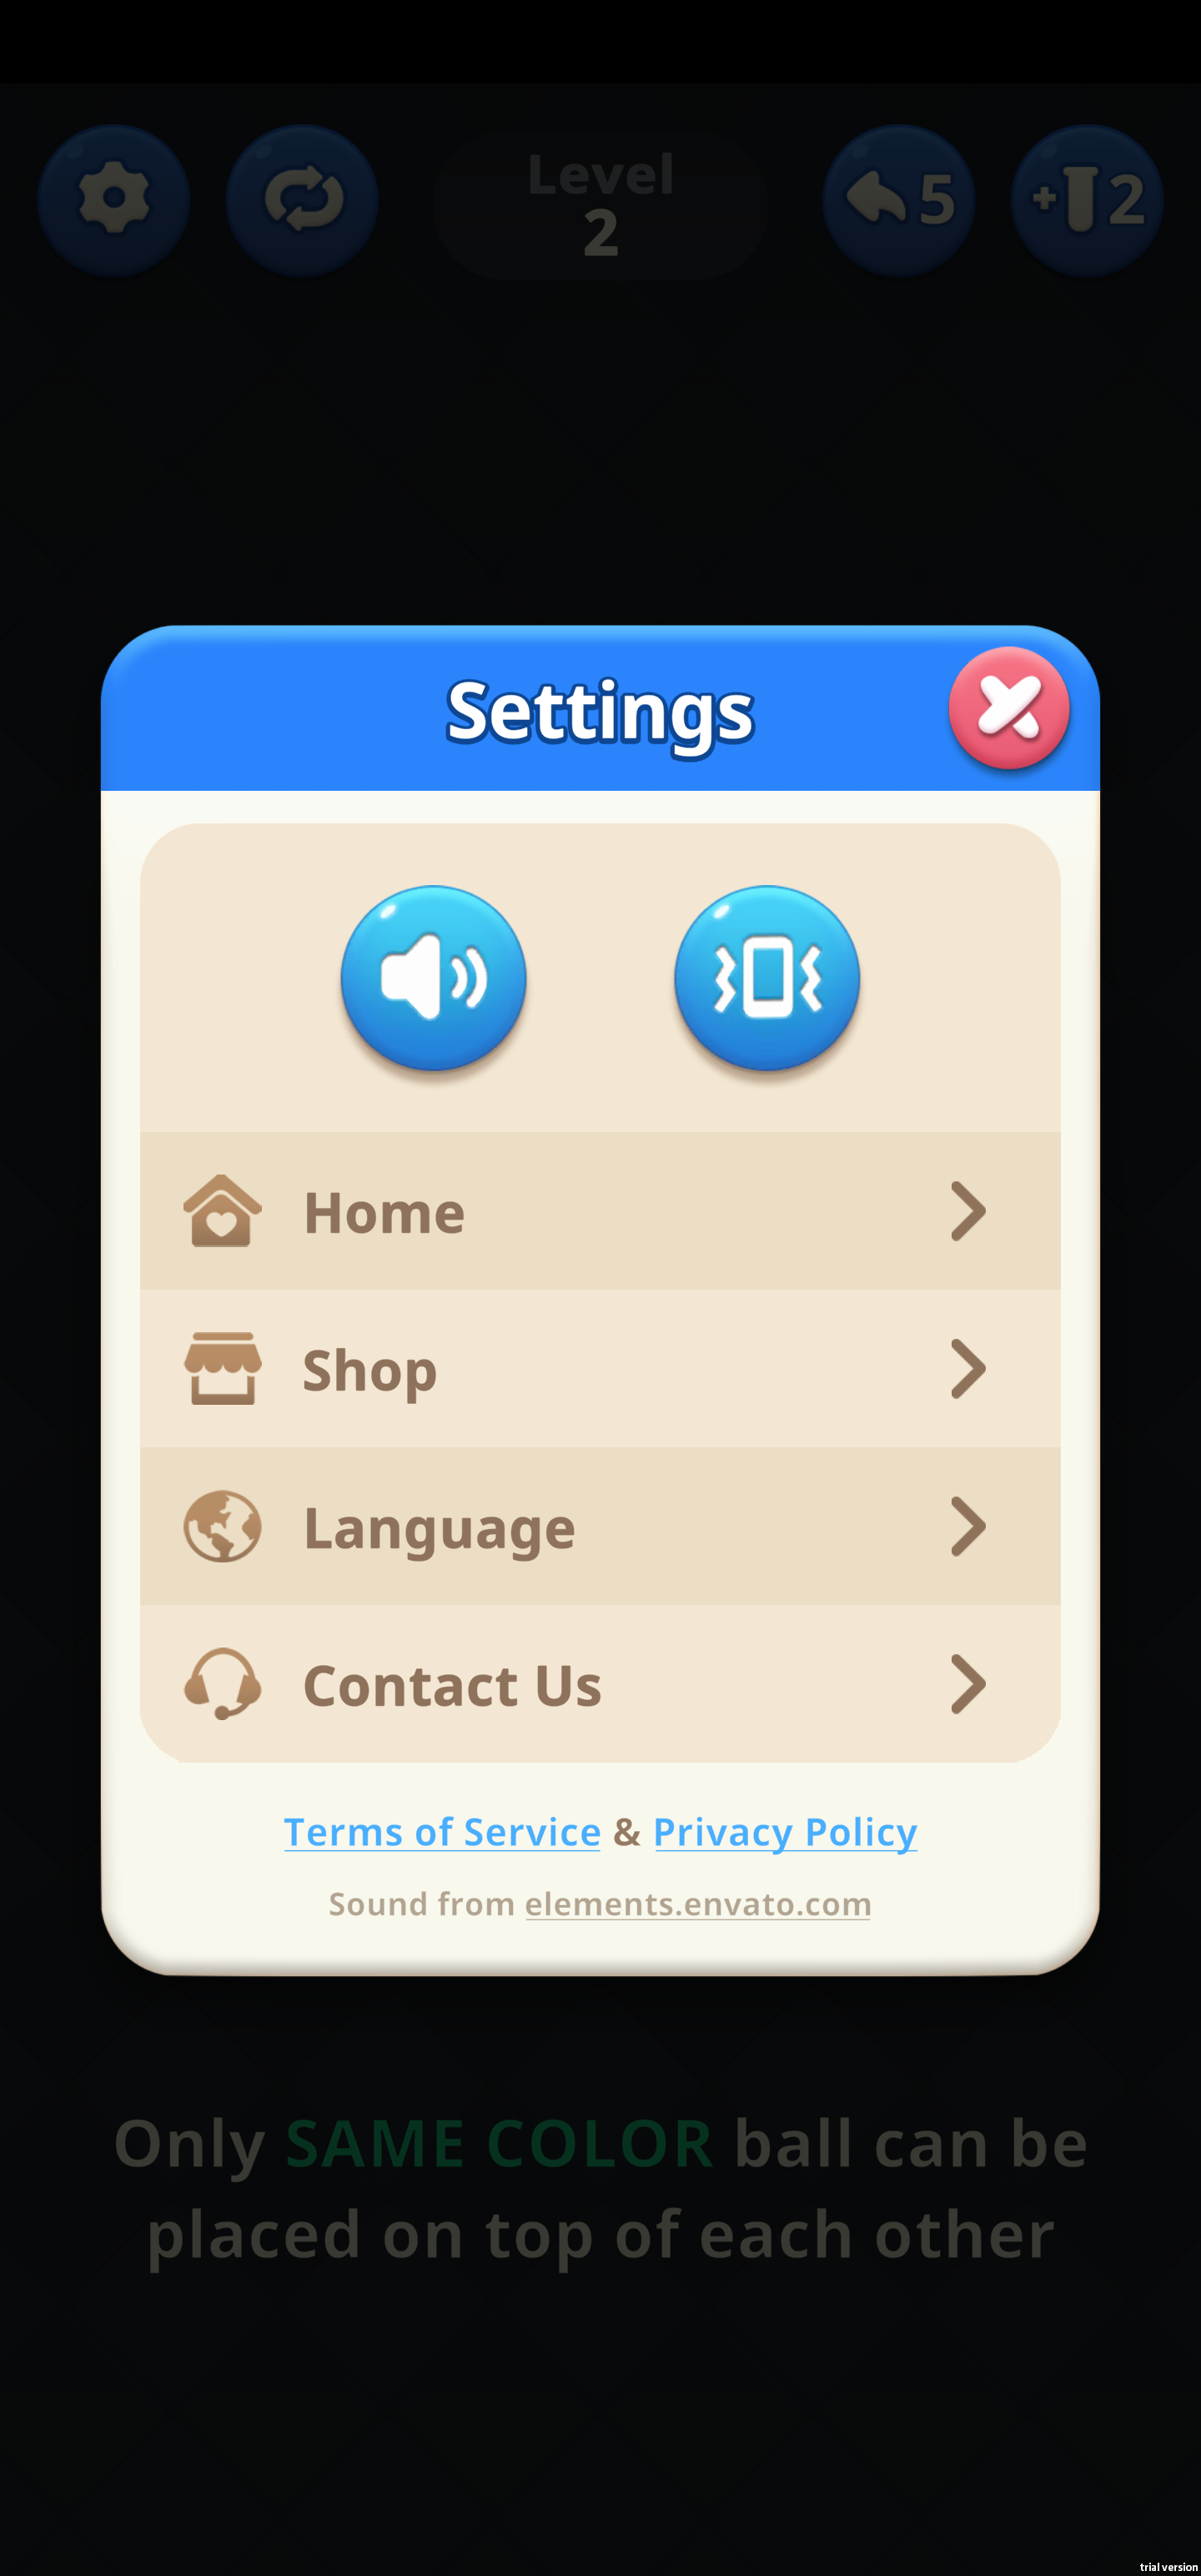 Level
2
5
+ 2
Settings
Home
Shop
Language
Contact Us
Terms of Service & Privacy Policy
Sound from elements.envato.com
Only SAME COLOR ball can be
placed on top of each other
trial version